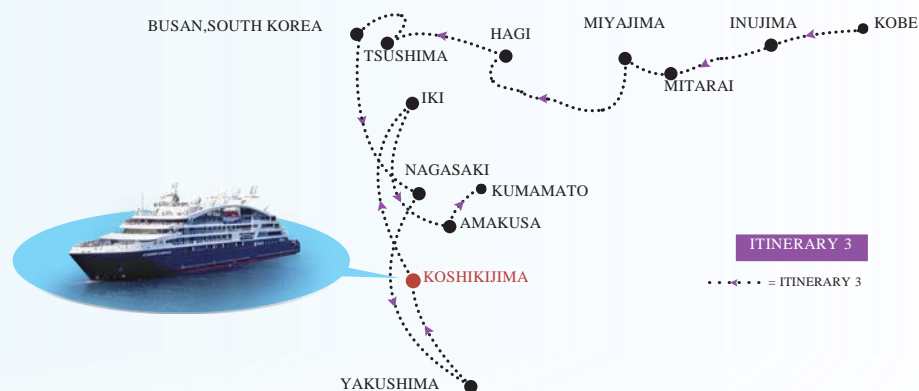 BUSAN,SOUTH KOREA
TSUSHIMA
HAGI
MIYAJIMA
INUJIMA
KOBE
MITARAI
IKI
NAGASAKI
KUMAMATO
AMAKUSA
ITINERARY 3
KOSHIKIJIMA
= ITINERARY 3
YAKUSHIMA